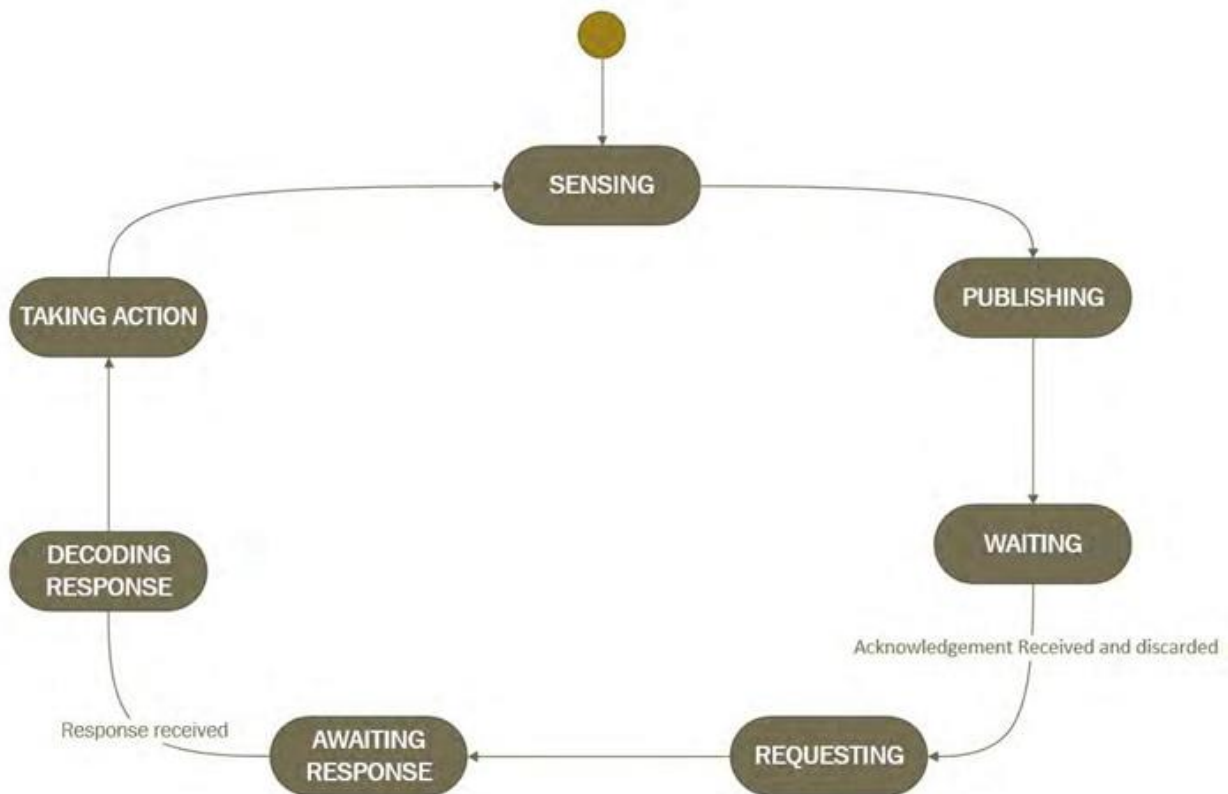 SENSING
PUBLISHING
TAKING ACTION
WAITING
DECODING
RESPONSE
Acknowledgement Received and discarded
Response received
AWAITING
RESPONSE
REQUESTING